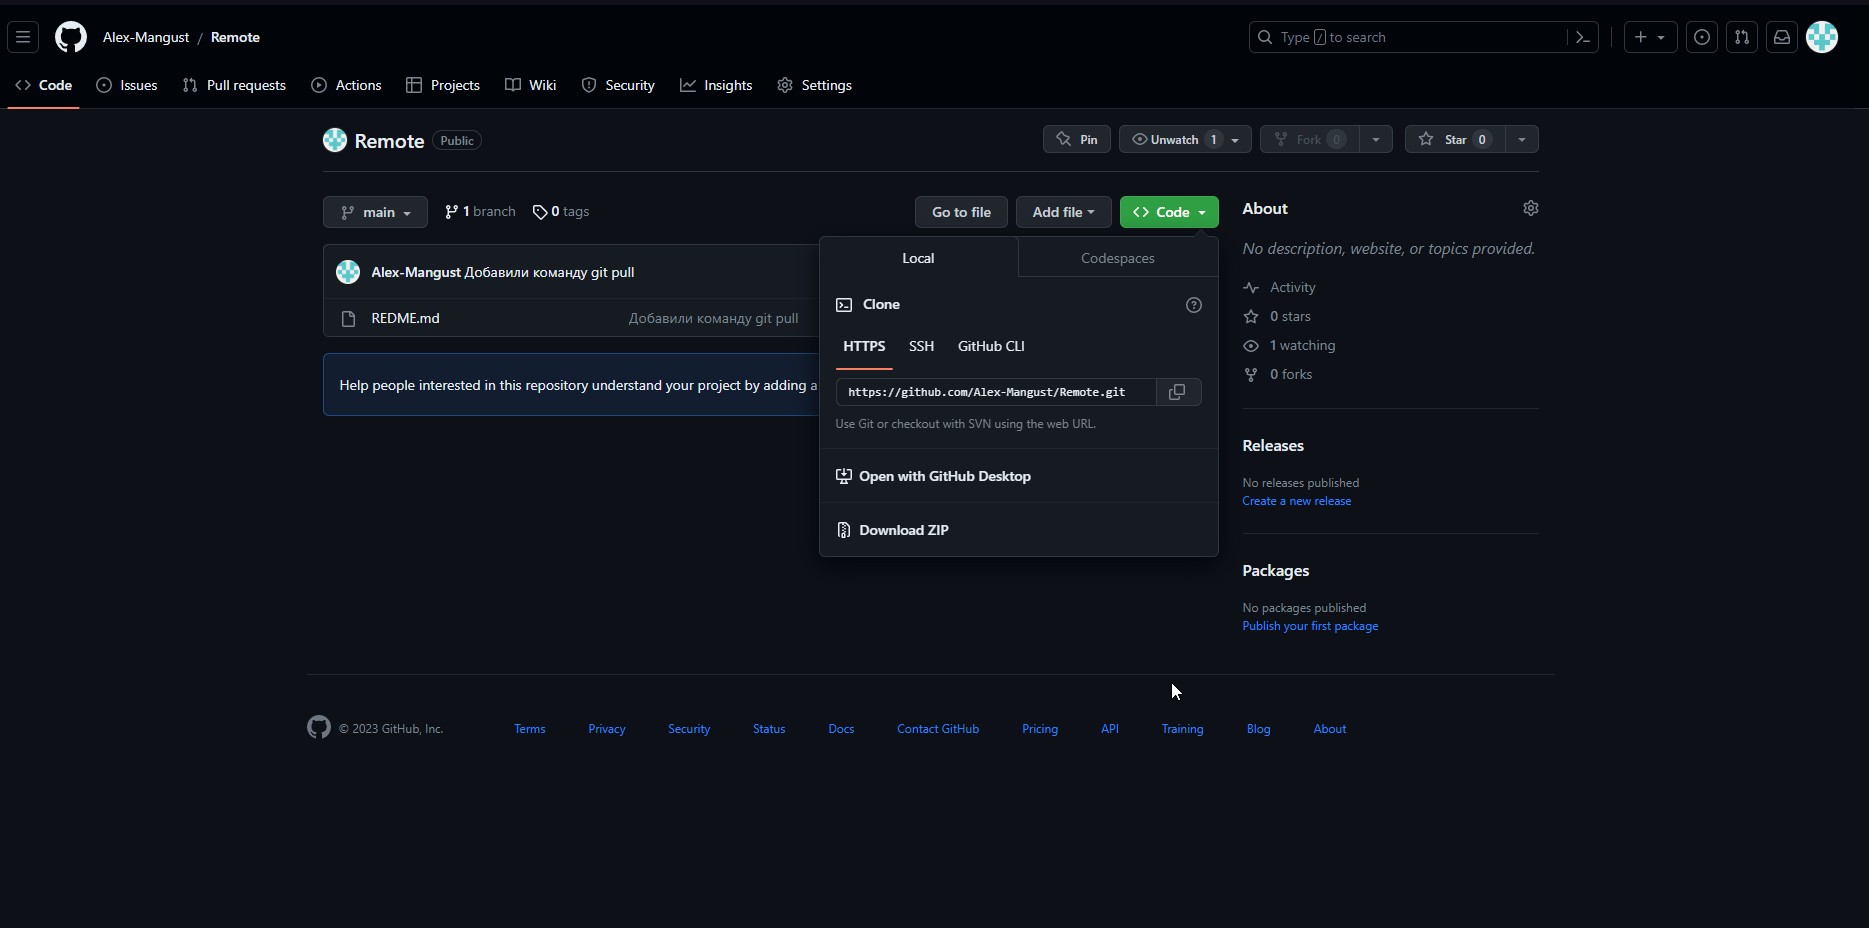 Alex-Mangust / Remote
Type / to search
Code Issues Pull requests Actions Projects Wiki Security Insights Settings
Remote Public
Pin Unwatch 1 Fork 0 Star 0
main 1 branch 0 tags Go to file Add file Code
Alex-Mangust Добавили команду git pull
REDME.md Добавили команду git pull
Help people interested in this repository understand your project by adding a
Local Codespaces
Clone
HTTPS SSH GitHub CLI
https://github.com/Alex-Mangust/Remote.git
Use Git or checkout with SVN using the web URL.
Open with GitHub Desktop
Download ZIP
About
No description, website, or topics provided.
Activity
0 stars
1 watching
0 forks
Releases
No releases published
Create a new release
Packages
No packages published
Publish your first package
© 2023 GitHub, Inc. Terms Privacy Security Status Docs Contact GitHub Pricing API Training Blog About